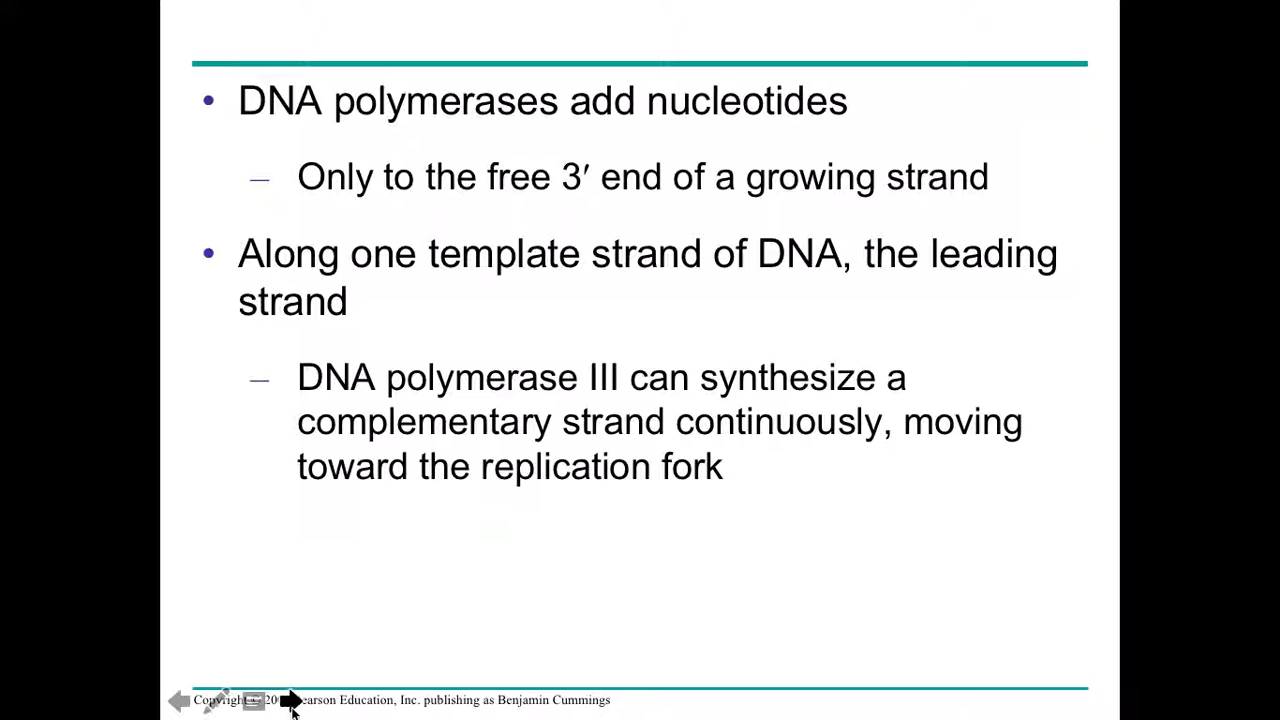 • DNA polymerases add nucleotides
– Only to the free 3′ end of a growing strand
• Along one template strand of DNA, the leading
strand
– DNA polymerase III can synthesize a
complementary strand continuously, moving
toward the replication fork
Copyright © Education, Inc. publishing as Benjamin Cummings